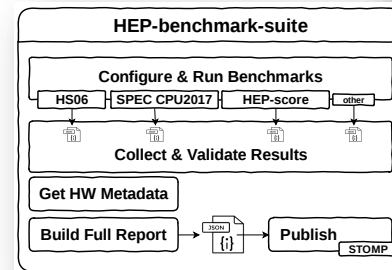 HEP-benchmark-suite
Configure & Run Benchmarks
HS06 SPEC CPU2017 HEP-score other
Collect & Validate Results
Get HW Metadata
Build Full Report JSON {i} Publish
STOMP